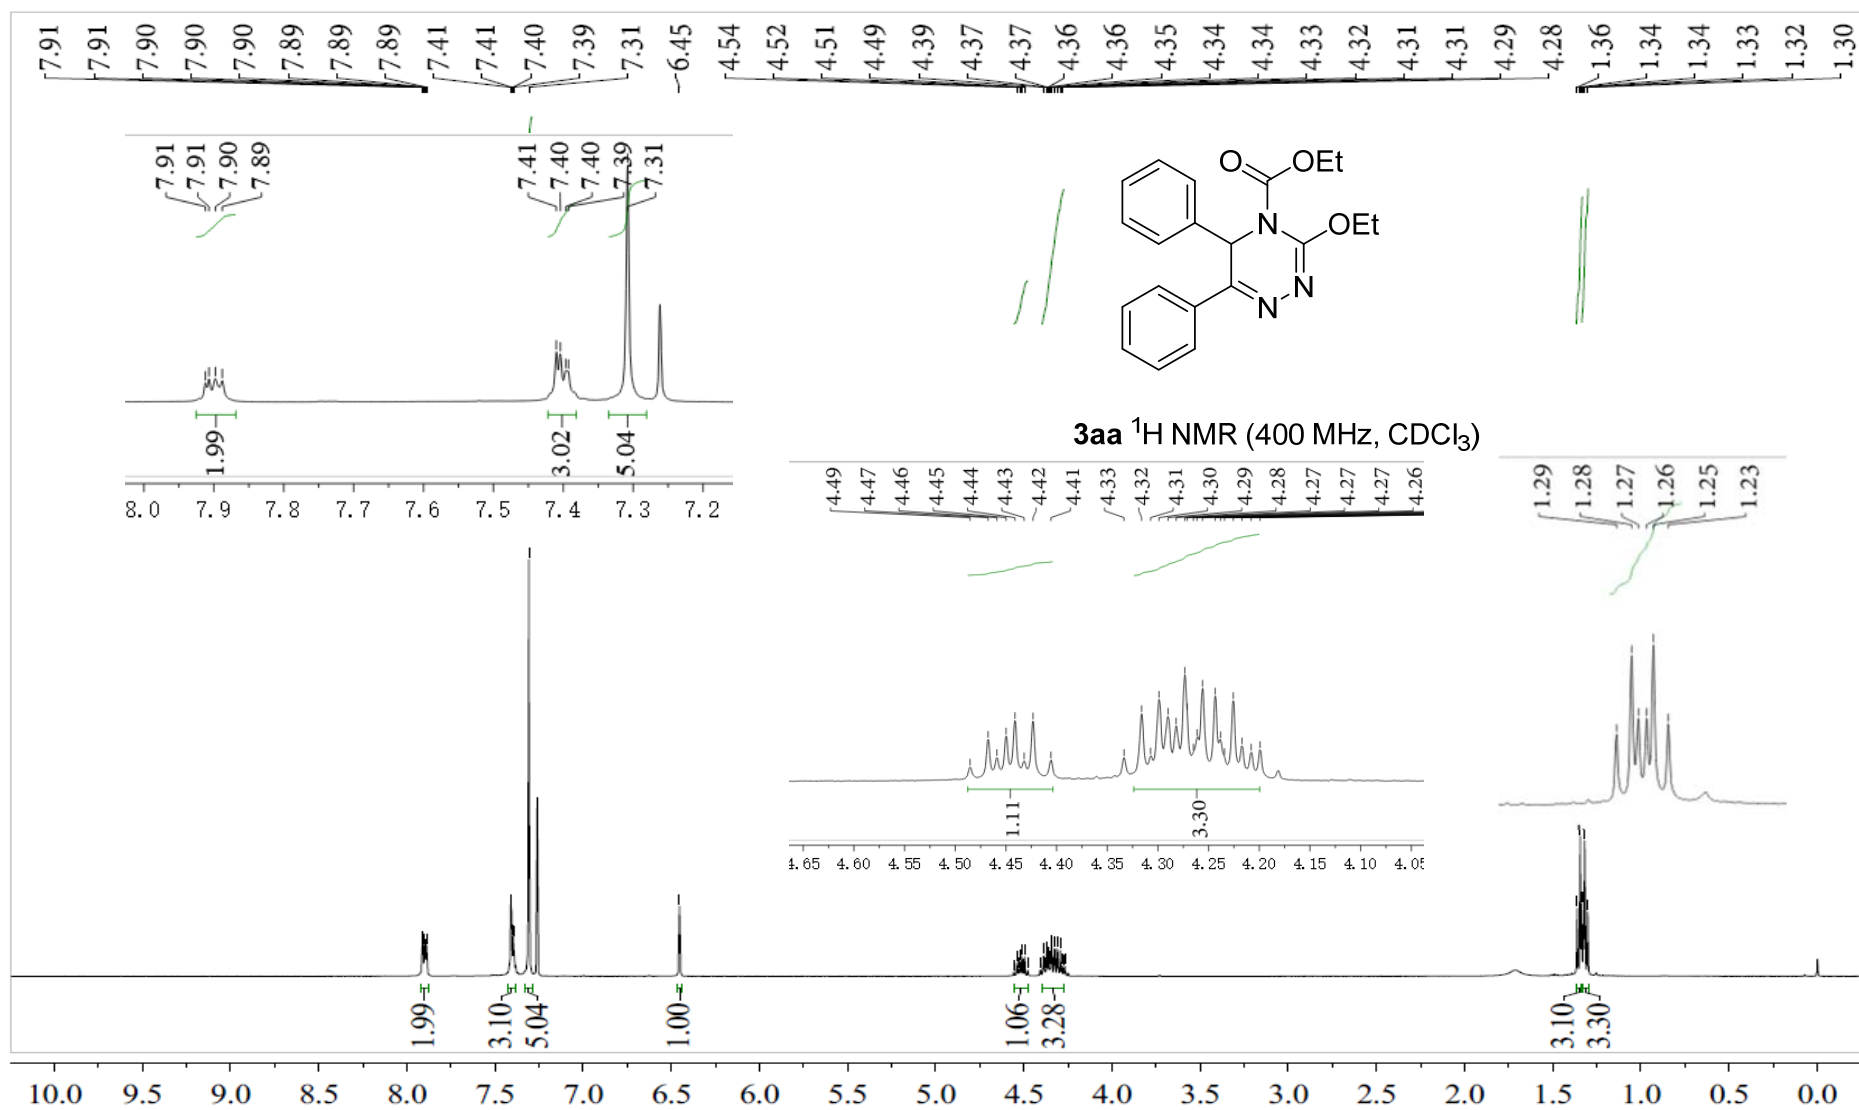 7.91 7.91 7.90 7.90 7.90 7.89 7.89 7.89 7.41 7.41 7.40 7.39 7.31 6.45 4.54 4.52 4.51 4.49 4.39 4.37 4.37 4.36 4.36 4.35 4.34 4.34 4.33 4.32 4.31 4.31 4.29 4.28 1.36 1.34 1.34 1.33 1.32 1.30
7.91 7.91 7.90 7.89 7.41 7.40 7.40 7.39 7.31
O OEt
N OEt
N N
1.99 3.02 5.04
8.0 7.9 7.8 7.7 7.6 7.5 7.4 7.3 7.2
3aa ¹H NMR (400 MHz, CDCl₃)
4.49 4.47 4.46 4.45 4.44 4.43 4.42 4.41 4.33 4.32 4.31 4.30 4.29 4.28 4.27 4.27 4.27 4.26
1.29 1.28 1.27 1.26 1.25 1.23
1.11 3.30
4.65 4.60 4.55 4.50 4.45 4.40 4.35 4.30 4.25 4.20 4.15 4.10 4.05
1.99 3.10 5.04 1.00 1.06 3.28 3.10 3.30
10.0 9.5 9.0 8.5 8.0 7.5 7.0 6.5 6.0 5.5 5.0 4.5 4.0 3.5 3.0 2.5 2.0 1.5 1.0 0.5 0.0